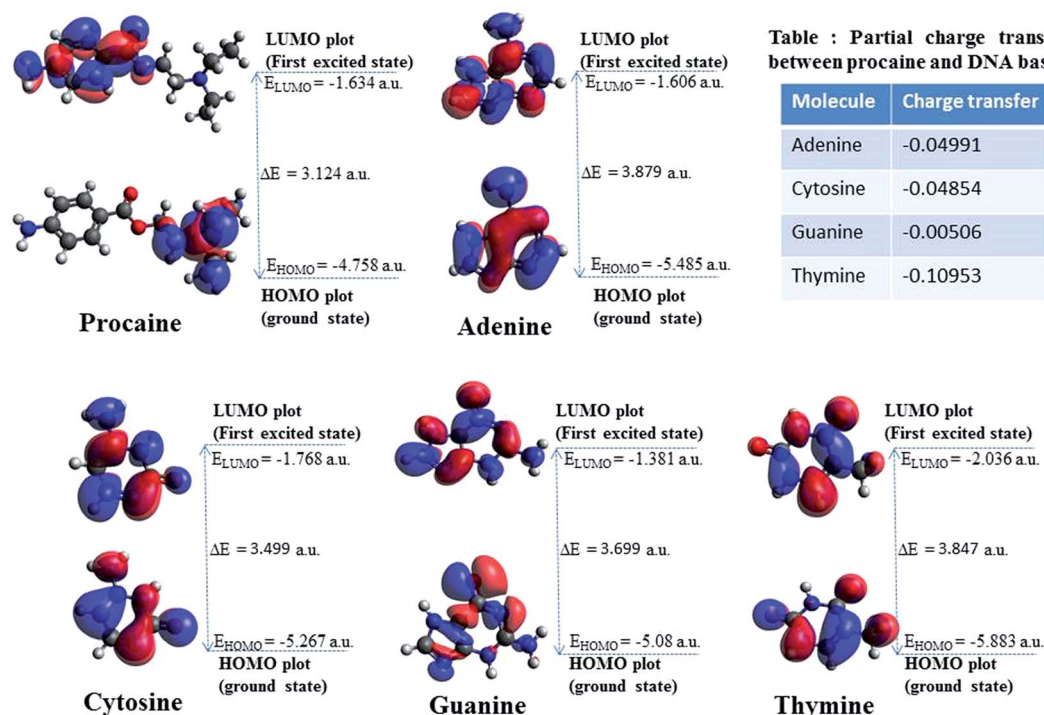 LUMO plot
(First excited state)
E_LUMO = -1.634 a.u.
ΔE = 3.124 a.u.
E_HOMO = -4.758 a.u.
HOMO plot
(ground state)
Procaine
LUMO plot
(First excited state)
E_LUMO = -1.606 a.u.
ΔE = 3.879 a.u.
E_HOMO = -5.485 a.u.
HOMO plot
(ground state)
Adenine
Table : Partial charge trans
between procaine and DNA bas
Molecule Charge transfer
Adenine -0.04991
Cytosine -0.04854
Guanine -0.00506
Thymine -0.10953
LUMO plot
(First excited state)
E_LUMO = -1.768 a.u.
ΔE = 3.499 a.u.
E_HOMO = -5.267 a.u.
HOMO plot
(ground state)
Cytosine
LUMO plot
(First excited state)
E_LUMO = -1.381 a.u.
ΔE = 3.699 a.u.
E_HOMO = -5.08 a.u.
HOMO plot
(ground state)
Guanine
LUMO plot
(First excited state)
E_LUMO = -2.036 a.u.
ΔE = 3.847 a.u.
E_HOMO = -5.883 a.u.
HOMO plot
(ground state)
Thymine